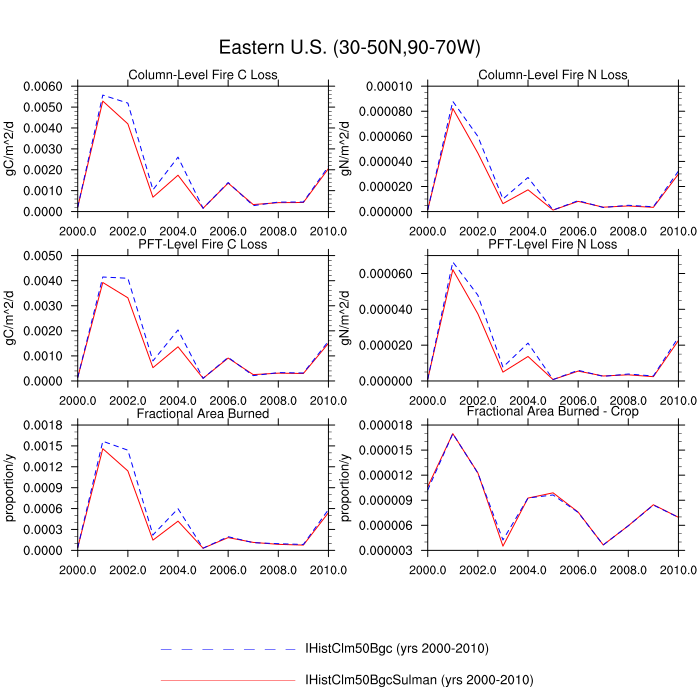 Eastern U.S. (30-50N,90-70W)
Column-Level Fire C Loss
gC/m^2/d
0.0060
0.0050
0.0040
0.0030
0.0020
0.0010
0.0000
2000.0 2002.0 2004.0 2006.0 2008.0 2010.0
Column-Level Fire N Loss
gN/m^2/d
0.00010
0.000080
0.000060
0.000040
0.000020
0.000000
2000.0 2002.0 2004.0 2006.0 2008.0 2010.0
PFT-Level Fire C Loss
gC/m^2/d
0.0050
0.0040
0.0030
0.0020
0.0010
0.0000
2000.0 2002.0 2004.0 2006.0 2008.0 2010.0
PFT-Level Fire N Loss
gN/m^2/d
0.000060
0.000040
0.000020
0.000000
2000.0 2002.0 2004.0 2006.0 2008.0 2010.0
Fractional Area Burned
proportion/y
0.0018
0.0015
0.0012
0.0009
0.0006
0.0003
0.0000
2000.0 2002.0 2004.0 2006.0 2008.0 2010.0
Fractional Area Burned - Crop
proportion/y
0.000018
0.000015
0.000012
0.000009
0.000006
0.000003
2000.0 2002.0 2004.0 2006.0 2008.0 2010.0
IHistClm50Bgc (yrs 2000-2010)
IHistClm50BgcSulman (yrs 2000-2010)